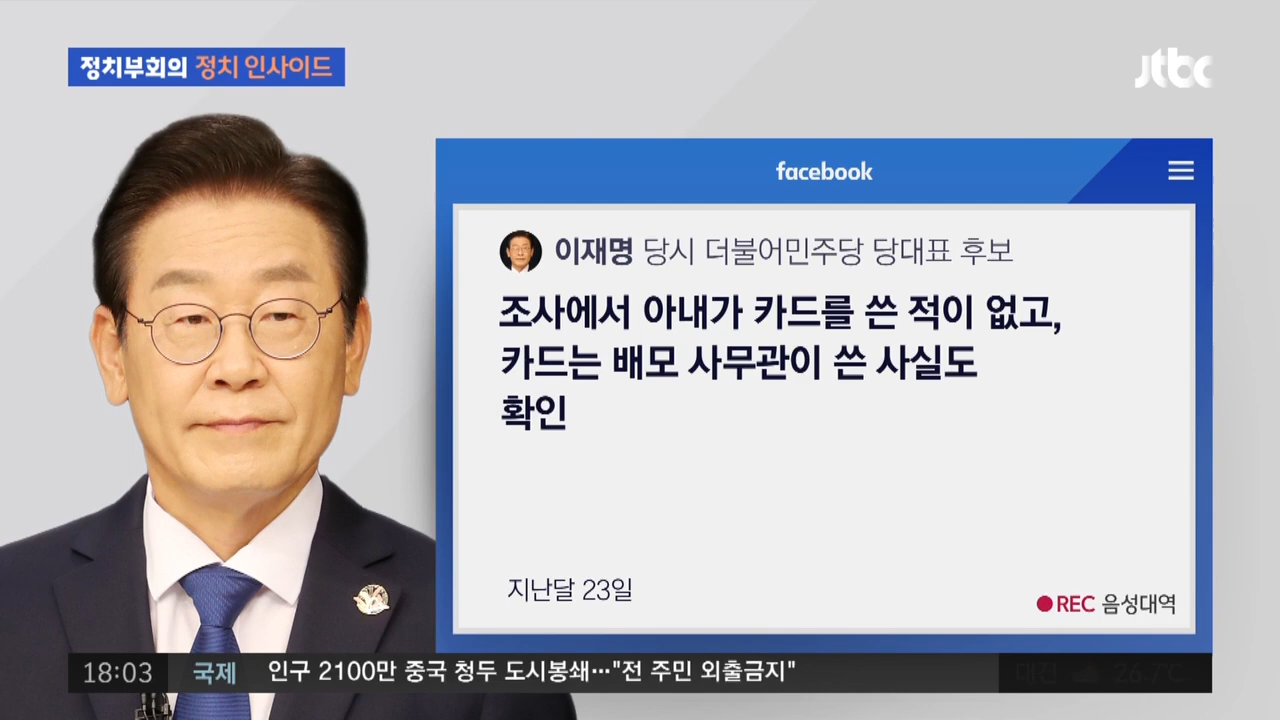 정치부회의 정치 인사이드
jtbc
facebook
이재명 당시 더불어민주당 당대표 후보
조사에서 아내가 카드를 쓴 적이 없고,
카드는 배모 사무관이 쓴 사실도
확인
지난달 23일
REC 음성대역
18:03 국제 인구 2100만 중국 청두 도시봉쇄…"전 주민 외출금지"
대전 26.7℃